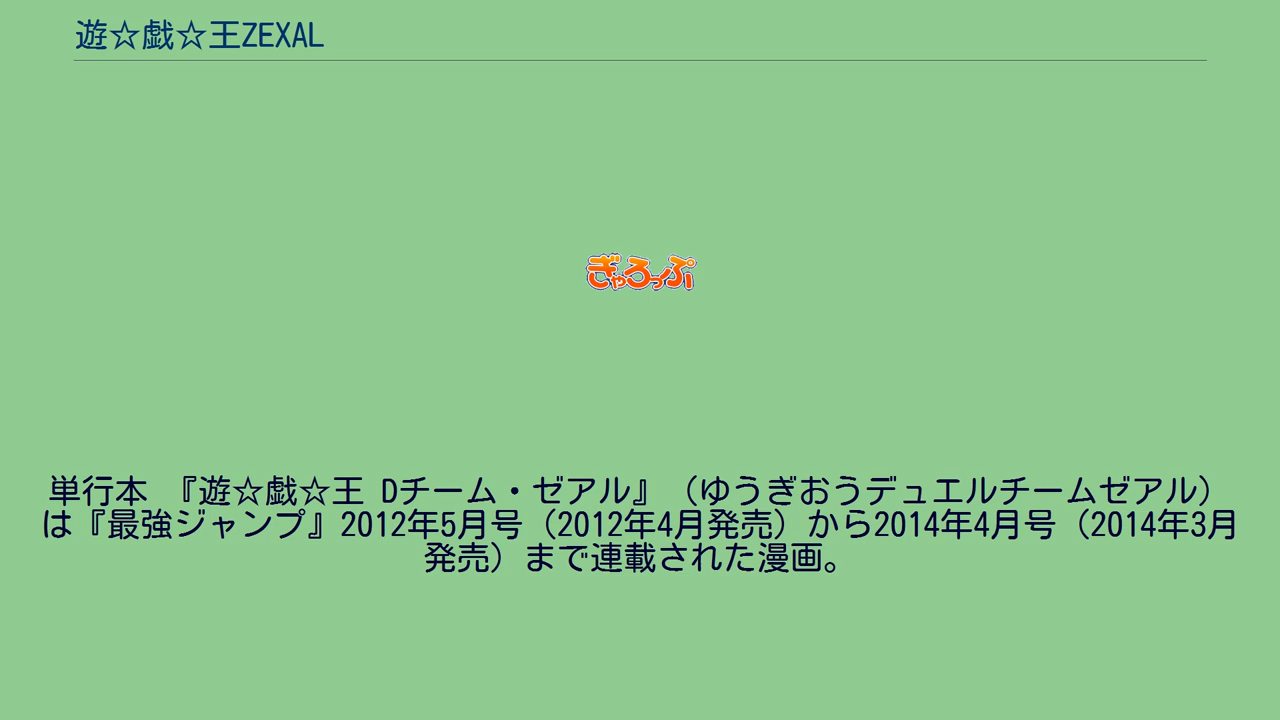 遊☆戯☆王ZEXAL
ぎゃろっぷ
単行本 『遊☆戯☆王 Dチーム・ゼアル』（ゆうぎおうデュエルチームゼアル）
は『最強ジャンプ』2012年5月号（2012年4月発売）から2014年4月号（2014年3月
発売）まで連載された漫画。